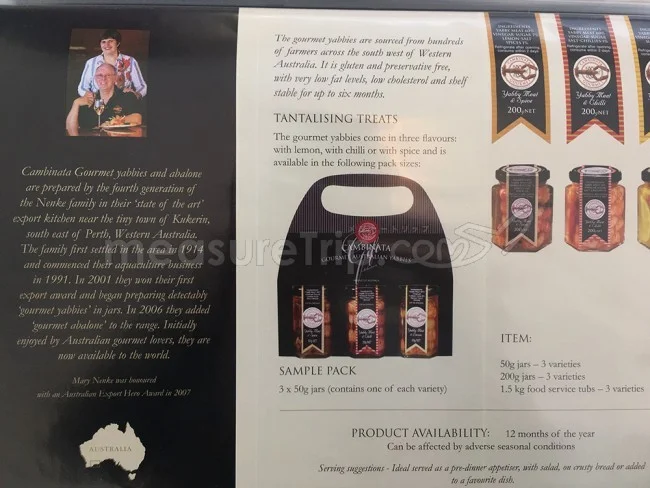 Cambinata Gourmet yabbies and abalone
are prepared by the fourth generation of
the Nenke family in their 'state of the art'
export kitchen near the tiny town of Kukerin,
south east of Perth, Western Australia.
The family first settled in the area in 1914
and commenced their aquaculture business
in 1991. In 2001 they won their first
export award and began preparing detectably
'gourmet yabbies' in jars. In 2006 they added
'gourmet abalone' to the range. Initially
enjoyed by Australian gourmet lovers, they are
now available to the world.
Mary Nenke was honoured
with an Australian Export Hero Award in 2007
AUSTRALIA
The gourmet yabbies are sourced from hundreds
of farmers across the south west of Western
Australia. It is gluten and preservative free,
with very low fat levels, low cholesterol and shelf
stable for up to six months.
TANTALISING TREATS
The gourmet yabbies come in three flavours:
with lemon, with chilli or with spice and is
available in the following pack sizes:
CAMBINATA
GOURMET AUSTRALIAN YABBIES
SAMPLE PACK
3 x 50g jars (contains one of each variety)
INGREDIENTS
YABBY MEAT
Yabby Meat
& Spice
200g NET
YABBY MEAT
Yabby Meat
& Chilli
200g NET
ITEM:
50g jars – 3 varieties
200g jars – 3 varieties
1.5 kg food service tubs – 3 varieties
PRODUCT AVAILABILITY: 12 months of the year
Can be affected by adverse seasonal conditions
Serving suggestions - Ideal served as a pre-dinner appetiser, with salad, on crusty bread or added
to a favourite dish.
measureTrip.com